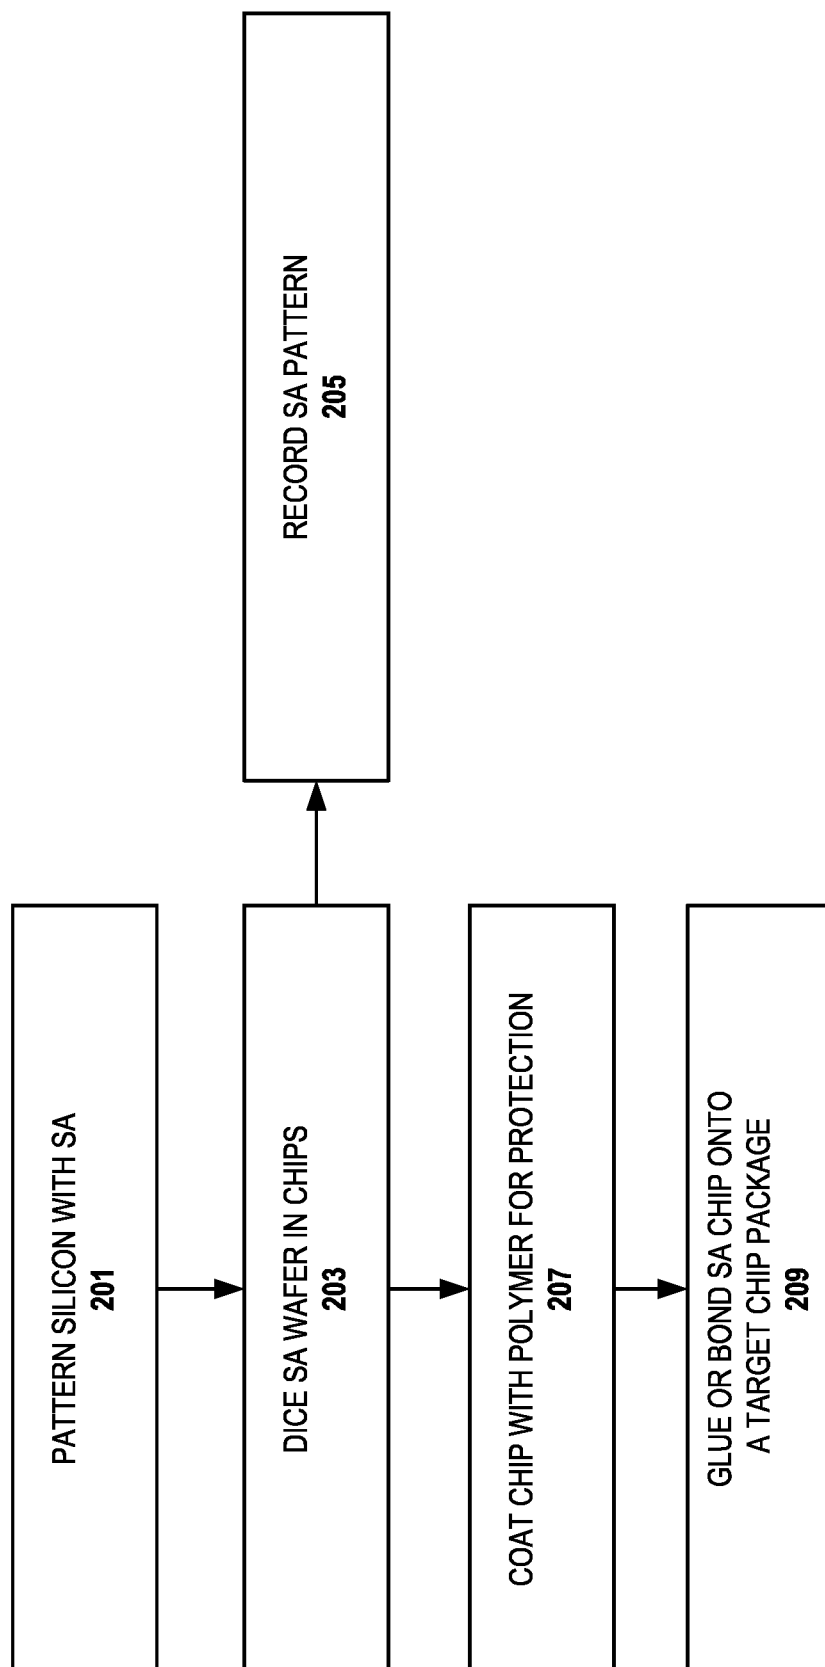 PATTERN SILICON WITH SA
201
DICE SA WAFER IN CHIPS
203
RECORD SA PATTERN
205
COAT CHIP WITH POLYMER FOR PROTECTION
207
GLUE OR BOND SA CHIP ONTO
A TARGET CHIP PACKAGE
209